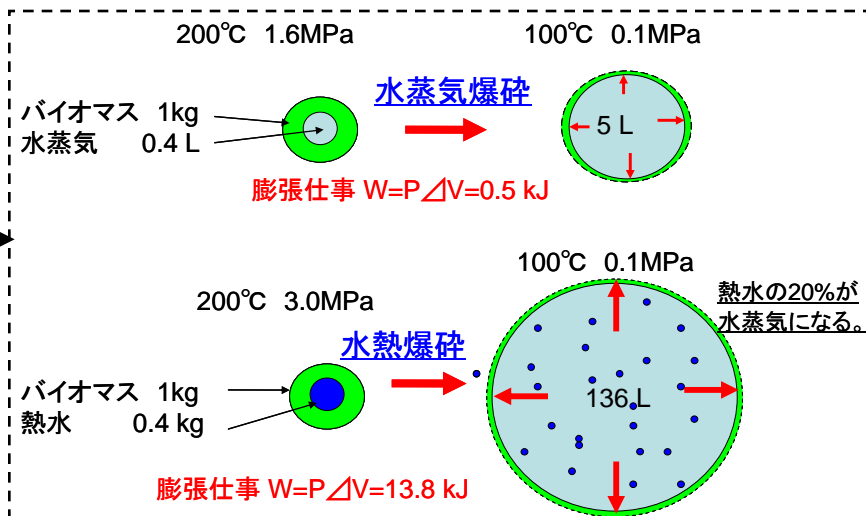 200℃ 1.6MPa
100℃ 0.1MPa
水蒸気爆砕
バイオマス 1kg
水蒸気 0.4 L
5 L
膨張仕事 W=P⊿V=0.5 kJ
100℃ 0.1MPa
200℃ 3.0MPa
熱水の20%が
水蒸気になる。
水熱爆砕
バイオマス 1kg
熱水 0.4 kg
136 L
膨張仕事 W=P⊿V=13.8 kJ